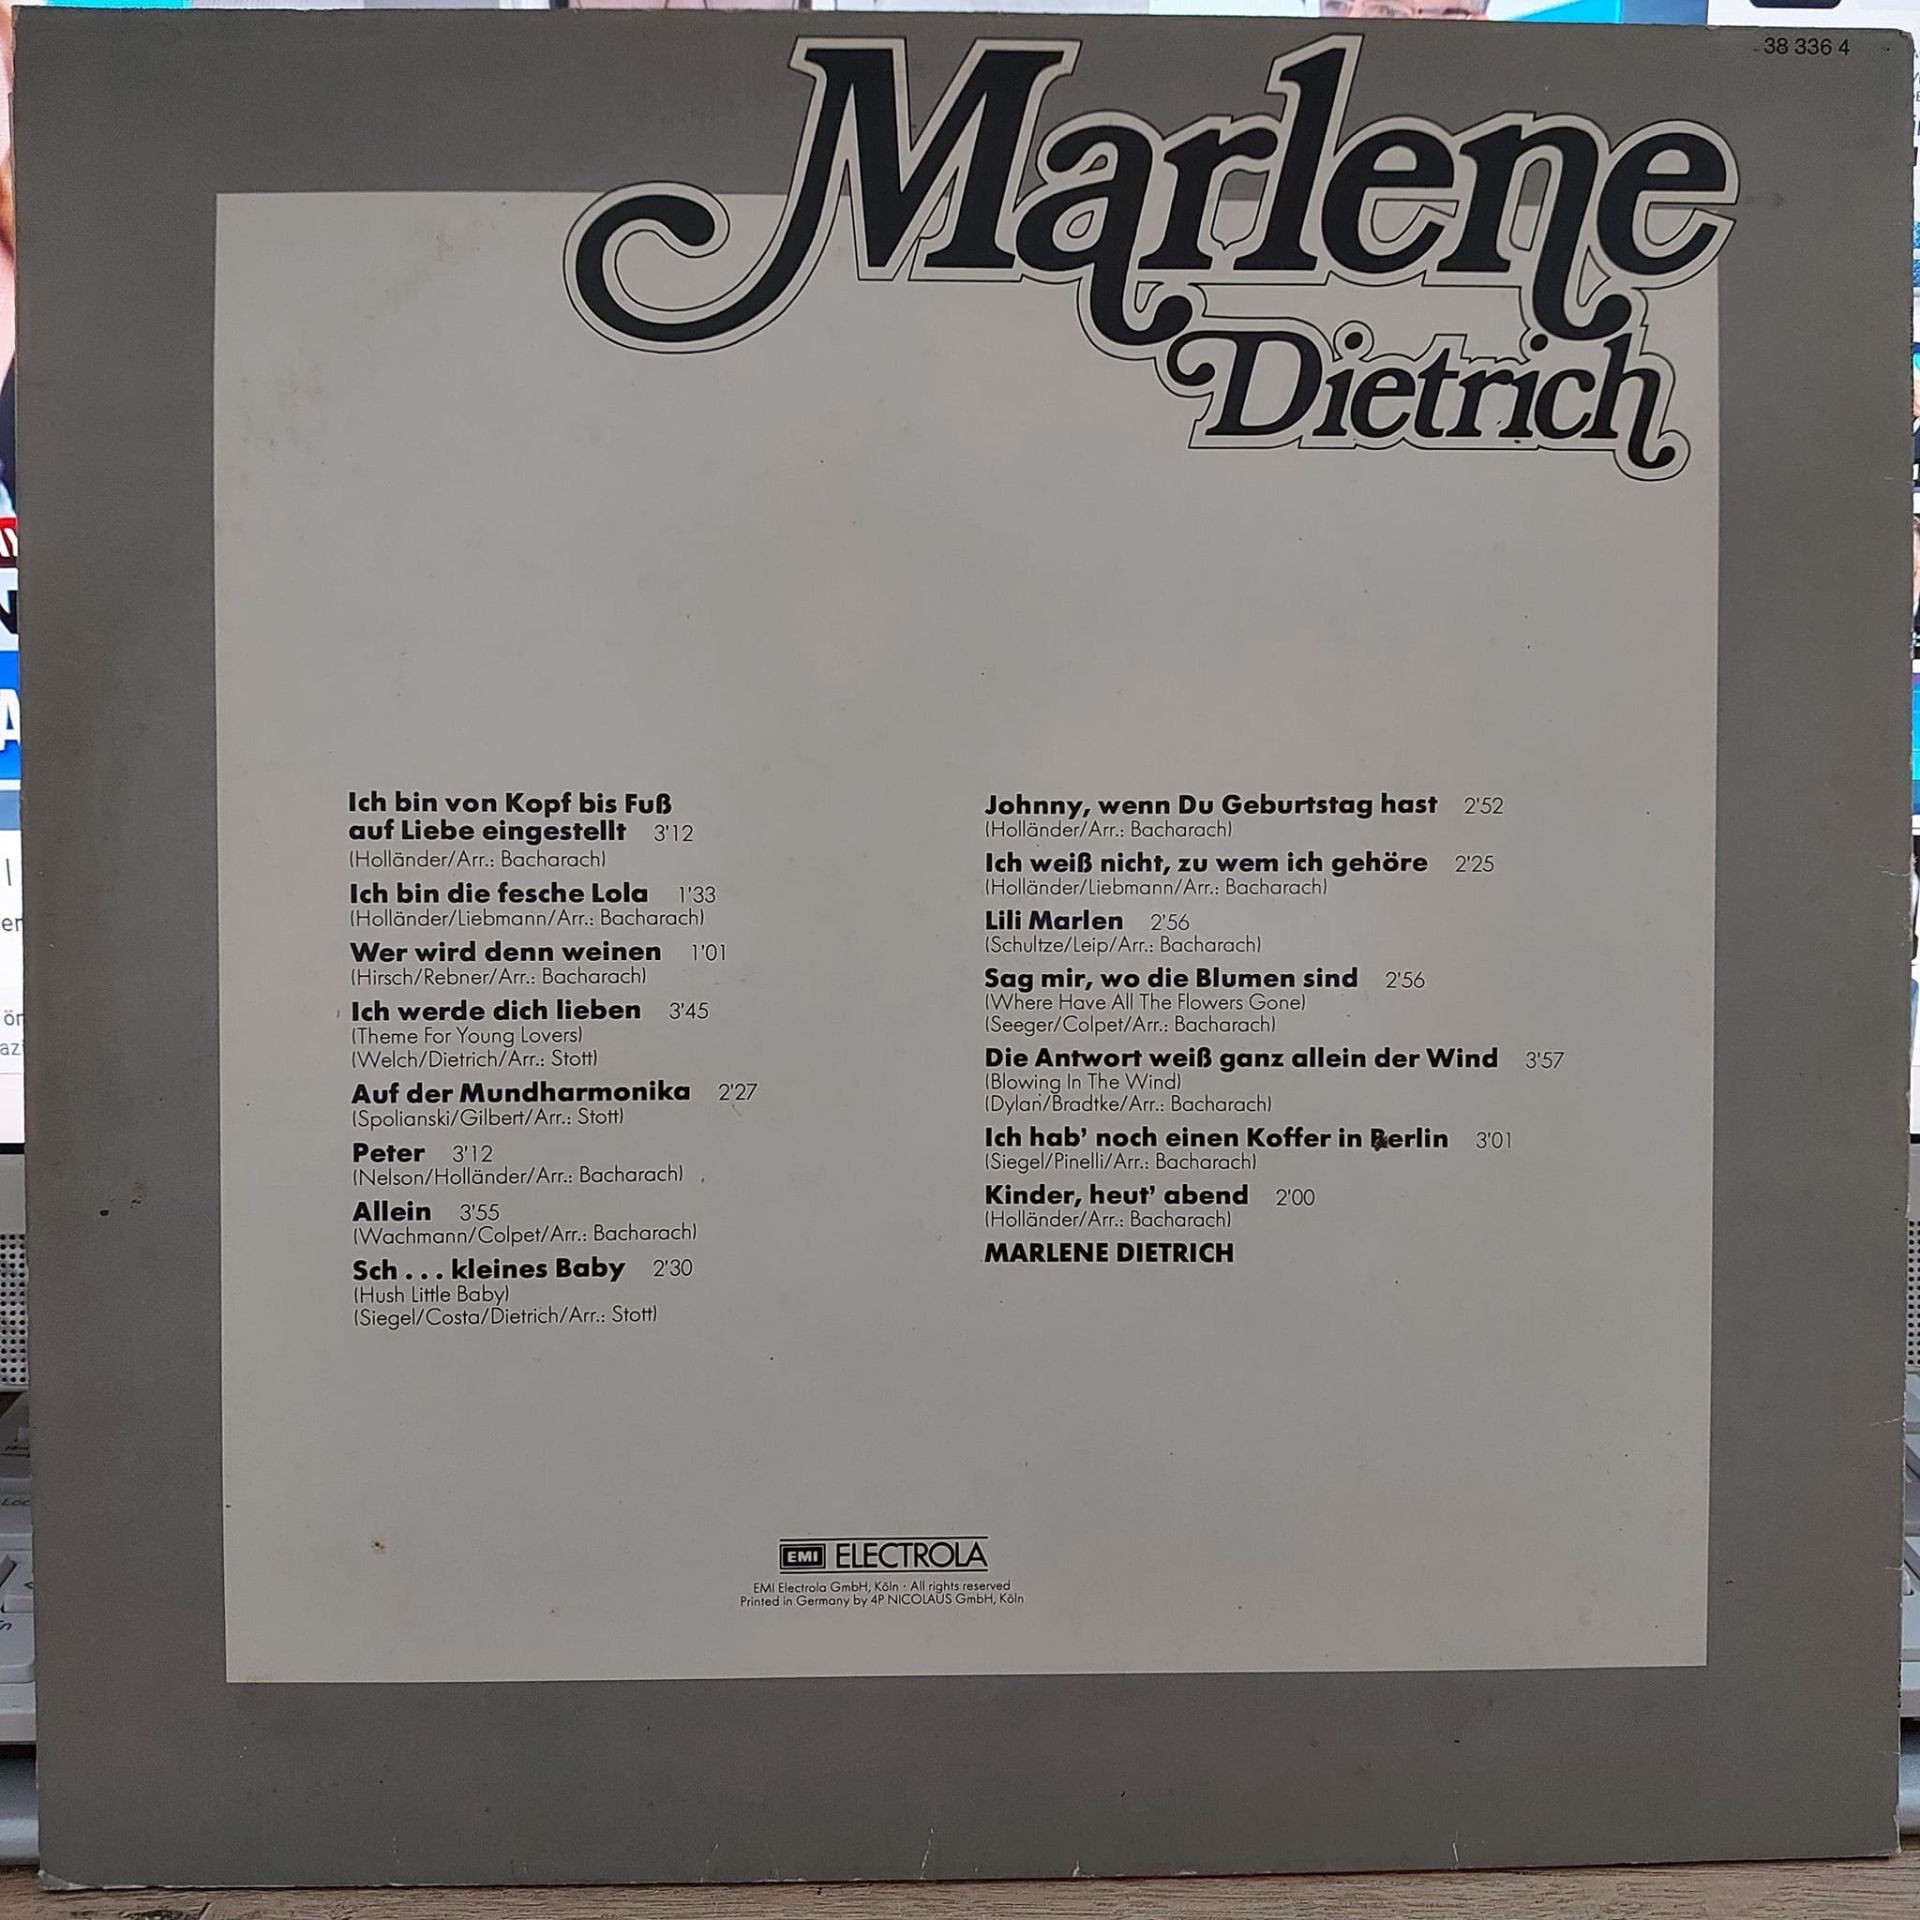 38 336 4
Marlene
Dietrich
Ich bin von Kopf bis Fuß
auf Liebe eingestellt 3'12
(Holländer/Arr.: Bacharach)
Ich bin die fesche Lola 1'33
(Holländer/Liebmann/Arr.: Bacharach)
Wer wird denn weinen 1'01
(Hirsch/Rebner/Arr.: Bacharach)
Ich werde dich lieben 3'45
(Theme For Young Lovers)
(Welch/Dietrich/Arr.: Stott)
Auf der Mundharmonika 2'27
(Spolianski/Gilbert/Arr.: Stott)
Peter 3'12
(Nelson/Holländer/Arr.: Bacharach)
Allein 3'55
(Wachmann/Colpet/Arr.: Bacharach)
Sch... kleines Baby 2'30
(Hush Little Baby)
(Siegel/Costa/Dietrich/Arr.: Stott)
Johnny, wenn Du Geburtstag hast 2'52
(Holländer/Arr.: Bacharach)
Ich weiß nicht, zu wem ich gehöre 2'25
(Holländer/Liebmann/Arr.: Bacharach)
Lili Marlen 2'56
(Schultze/Leip/Arr.: Bacharach)
Sag mir, wo die Blumen sind 2'56
(Where Have All The Flowers Gone)
(Seeger/Colpet/Arr.: Bacharach)
Die Antwort weiß ganz allein der Wind 3'57
(Blowing In The Wind)
(Dylan/Bradtke/Arr.: Bacharach)
Ich hab' noch einen Koffer in Berlin 3'01
(Siegel/Pinelli/Arr.: Bacharach)
Kinder, heut' abend 2'00
(Holländer/Arr.: Bacharach)
MARLENE DIETRICH
EMI ELECTROLA
EMI Electrola GmbH, Köln · All rights reserved
Printed in Germany by 4P NICOLAUS GmbH, Köln